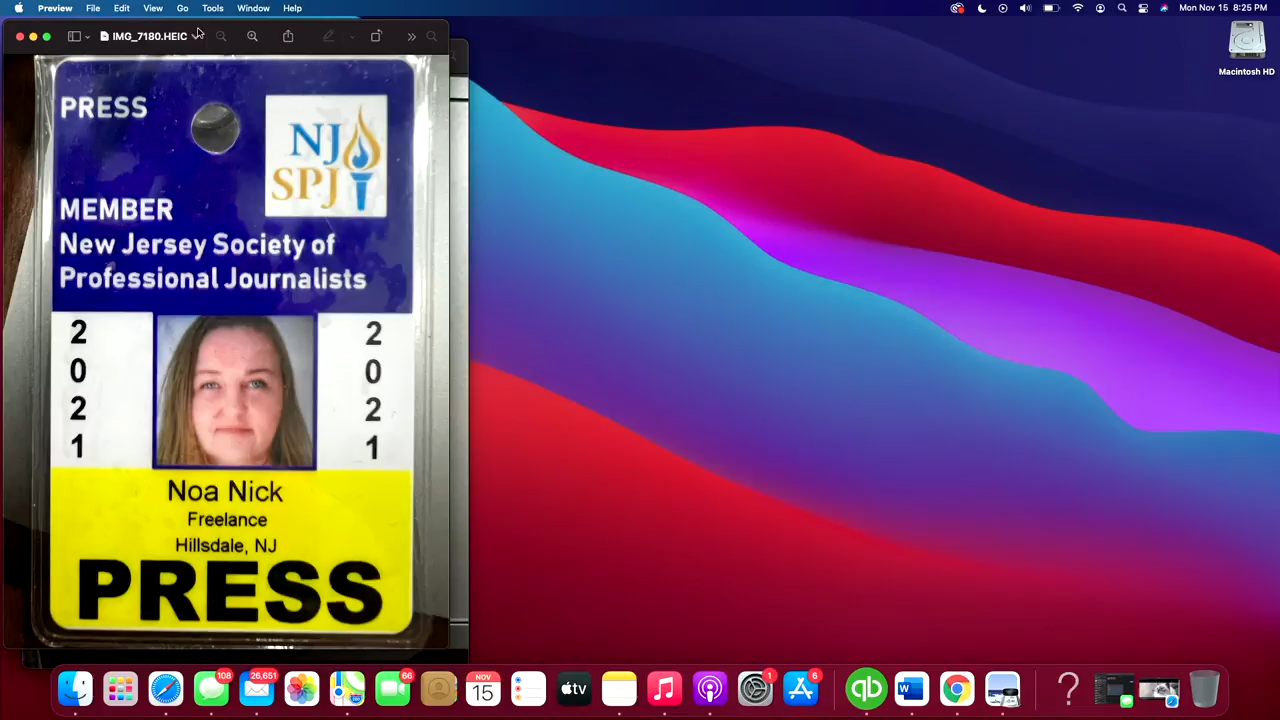 Preview File Edit View Go Tools Window Help Mon Nov 15 8:25 PM
IMG_7180.HEIC
Macintosh HD
PRESS
NJ
SPJ
MEMBER
New Jersey Society of
Professional Journalists
2 2
0 0
2 2
1 1
Noa Nick
Freelance
Hillsdale, NJ
PRESS
108 26,651 66 NOV 15 tv 1 6 qb W ?